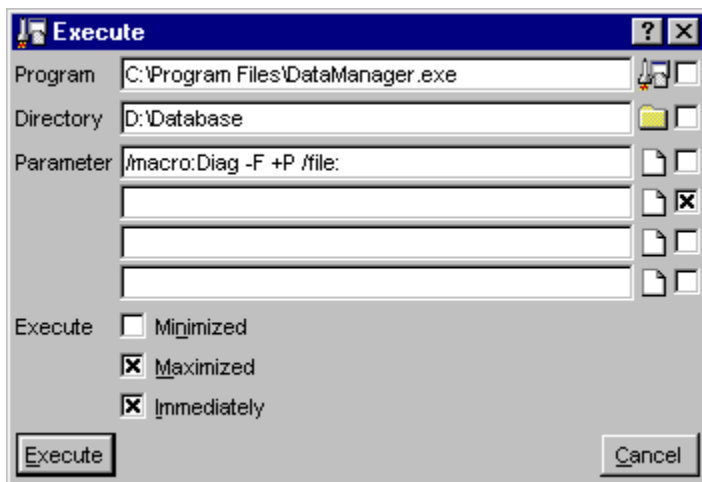 Execute
Program C:\Program Files\DataManager.exe
Directory D:\Database
Parameter /macro:Diag -F +P /file:
Execute Minimized
Maximized
Immediately
Execute Cancel